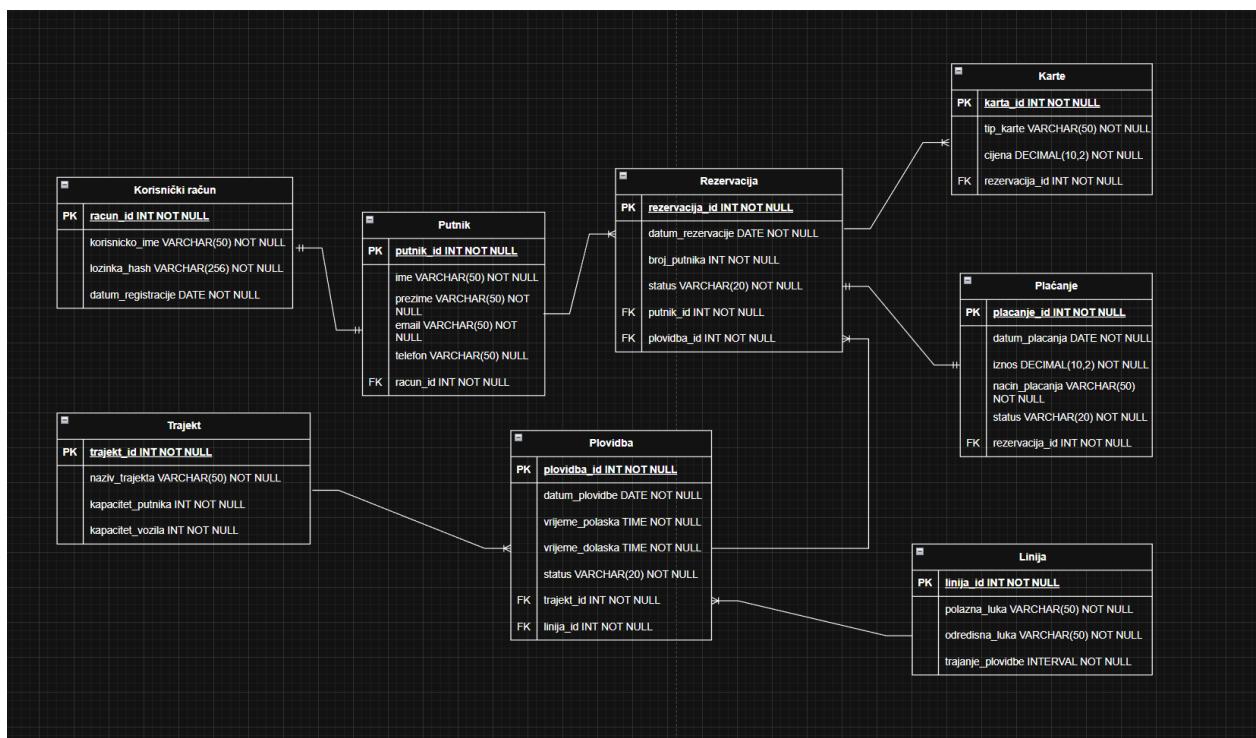 Karte
PK karta_id INT NOT NULL
tip_karte VARCHAR(50) NOT NULL
cijena DECIMAL(10,2) NOT NULL
FK rezervacija_id INT NOT NULL
Korisnički račun
PK racun_id INT NOT NULL
korisnicko_ime VARCHAR(50) NOT NULL
lozinka_hash VARCHAR(256) NOT NULL
datum_registracije DATE NOT NULL
Putnik
PK putnik_id INT NOT NULL
ime VARCHAR(50) NOT NULL
prezime VARCHAR(50) NOT
NULL
email VARCHAR(50) NOT
NULL
telefon VARCHAR(50) NULL
FK racun_id INT NOT NULL
Rezervacija
PK rezervacija_id INT NOT NULL
datum_rezervacije DATE NOT NULL
broj_putnika INT NOT NULL
status VARCHAR(20) NOT NULL
FK putnik_id INT NOT NULL
FK plovidba_id INT NOT NULL
Plaćanje
PK placanje_id INT NOT NULL
datum_placanja DATE NOT NULL
iznos DECIMAL(10,2) NOT NULL
nacin_placanja VARCHAR(50)
NOT NULL
status VARCHAR(20) NOT NULL
FK rezervacija_id INT NOT NULL
Trajekt
PK trajekt_id INT NOT NULL
naziv_trajekta VARCHAR(50) NOT NULL
kapacitet_putnika INT NOT NULL
kapacitet_vozila INT NOT NULL
Plovidba
PK plovidba_id INT NOT NULL
datum_plovidbe DATE NOT NULL
vrijeme_polaska TIME NOT NULL
vrijeme_dolaska TIME NOT NULL
status VARCHAR(20) NOT NULL
FK trajekt_id INT NOT NULL
FK linija_id INT NOT NULL
Linija
PK linija_id INT NOT NULL
polazna_luka VARCHAR(50) NOT NULL
odredisna_luka VARCHAR(50) NOT NULL
trajanje_plovidbe INTERVAL NOT NULL